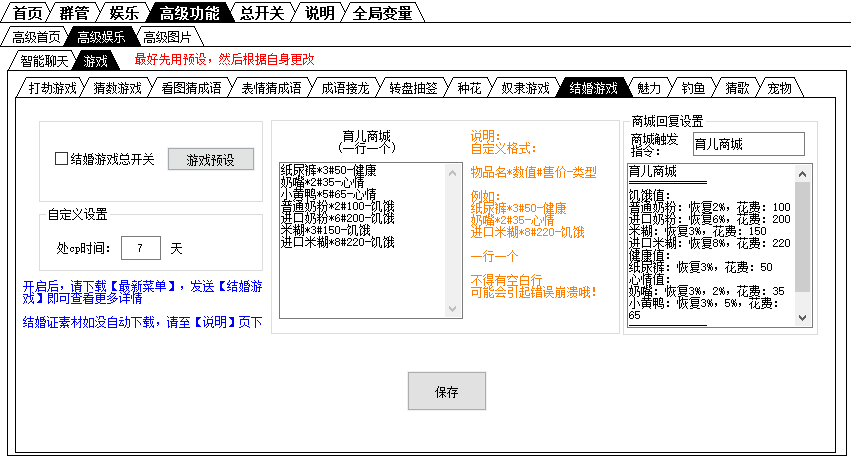 首页 群管 娱乐 高级功能 总开关 说明 全局变量
高级首页 高级娱乐 高级图片
智能聊天 游戏 最好先用预设，然后根据自身更改
打劫游戏 猜数游戏 看图猜成语 表情猜成语 成语接龙 转盘抽签 种花 奴隶游戏 结婚游戏 魅力 钓鱼 猜歌 宠物
结婚游戏总开关 游戏预设
自定义设置
处cp时间： 7 天
开启后，请下载【最新菜单】，发送【结婚游
戏】即可查看更多详情
结婚证素材如没自动下载，请至【说明】页下
育儿商城
(一行一个)
纸尿裤*3#50-健康
奶嘴*2#35-心情
小黄鸭*5#65-心情
普通奶粉*2#100-饥饿
进口奶粉*6#200-饥饿
米糊*3#150-饥饿
进口米糊*8#220-饥饿
说明：
自定义格式：
物品名*数值#售价-类型
例如：
纸尿裤*3#50-健康
奶嘴*2#35-心情
进口米糊*8#220-饥饿
一行一个
不得有空白行
可能会引起错误崩溃哦！
商城回复设置
商城触发
指令：
育儿商城
育儿商城
饥饿值：
普通奶粉：恢复2%，花费：100
进口奶粉：恢复6%，花费：200
米糊：恢复3%，花费：150
进口米糊：恢复8%，花费：220
健康值：
纸尿裤：恢复3%，花费：50
心情值：
奶嘴：恢复3%，2%，花费：35
小黄鸭：恢复3%，5%，花费：
65
保存